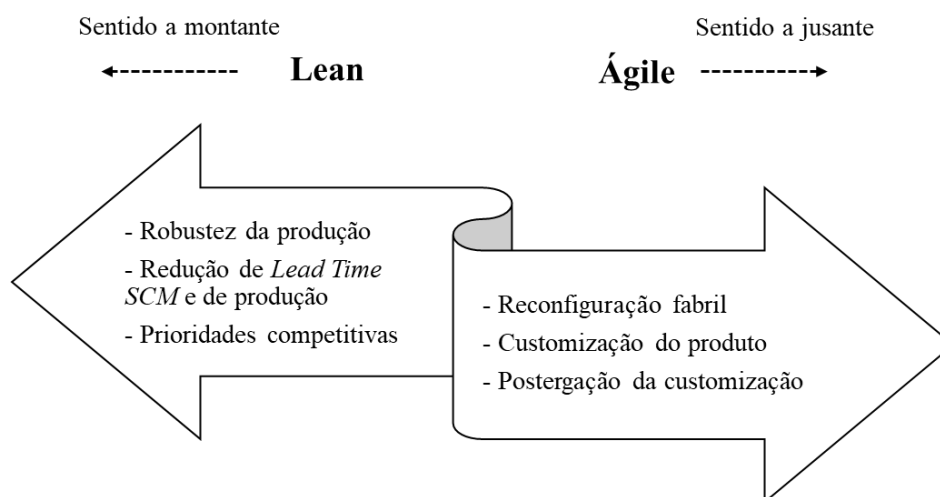 Sentido a montante
Sentido a jusante
Lean
Ágile
- Robustez da produção
- Redução de Lead Time
SCM e de produção
- Prioridades competitivas
- Reconfiguração fabril
- Customização do produto
- Postergação da customização